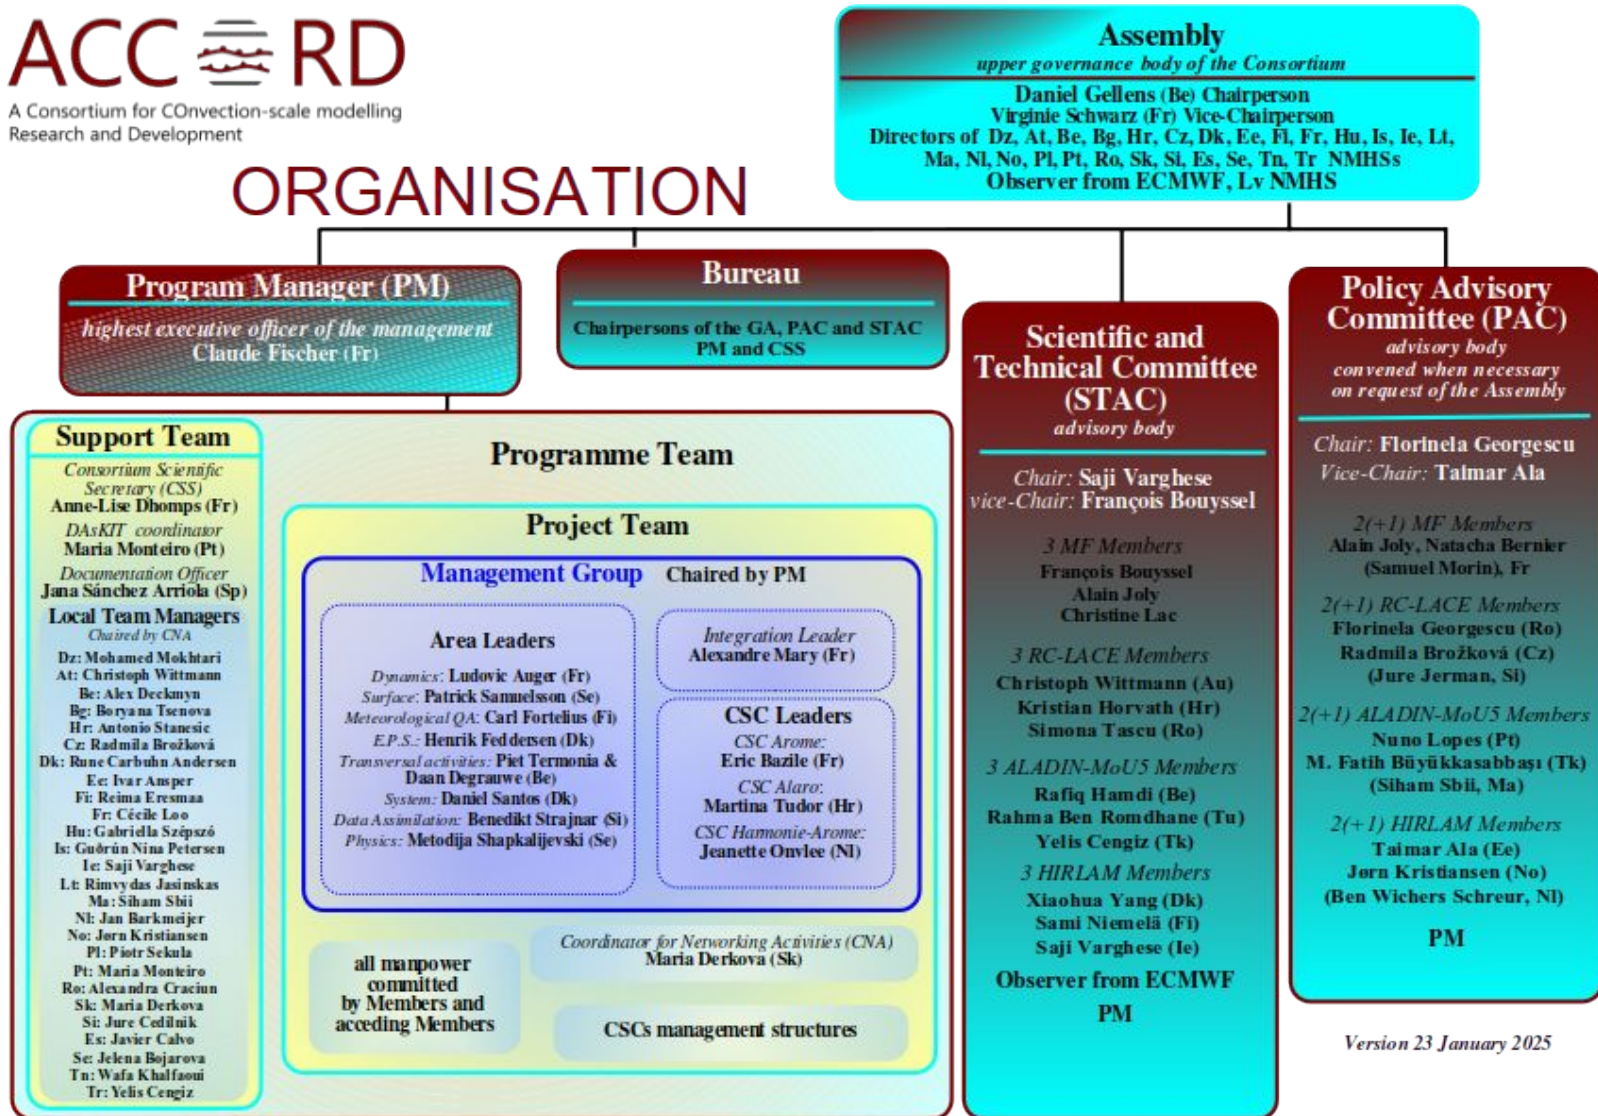 ACCORD
A Consortium for COnvection-scale modelling
Research and Development
ORGANISATION
Assembly
upper governance body of the Consortium
Daniel Gellens (Be) Chairperson
Virginie Schwarz (Fr) Vice-Chairperson
Directors of Dz, At, Be, Bg, Hr, Cz, Dk, Ee, Fi, Fr, Hu, Is, Ie, Lt,
Ma, Nl, No, Pl, Pt, Ro, Sk, Si, Es, Se, Tn, Tr NMHSs
Observer from ECMWF, Lv NMHS
Program Manager (PM)
highest executive officer of the management
Claude Fischer (Fr)
Bureau
Chairpersons of the GA, PAC and STAC
PM and CSS
Scientific and
Technical Committee
(STAC)
advisory body
Chair: Saji Varghese
vice-Chair: François Bouyssel
3 MF Members
François Bouyssel
Alain Joly
Christine Lac
3 RC-LACE Members
Christoph Wittmann (Au)
Kristian Horvath (Hr)
Simona Tascu (Ro)
3 ALADIN-MoU5 Members
Rafiq Hamdi (Be)
Rahma Ben Romdhane (Tu)
Yelis Cengiz (Tk)
3 HIRLAM Members
Xiaohua Yang (Dk)
Sami Niemelä (Fi)
Saji Varghese (Ie)
Observer from ECMWF
PM
Policy Advisory
Committee (PAC)
advisory body
convened when necessary
on request of the Assembly
Chair: Florinela Georgescu
Vice-Chair: Taimar Ala
2(+1) MF Members
Alain Joly, Natacha Bernier
(Samuel Morin), Fr
2(+1) RC-LACE Members
Florinela Georgescu (Ro)
Radmila Brožková (Cz)
(Jure Jerman, Si)
2(+1) ALADIN-MoU5 Members
Nuno Lopes (Pt)
M. Fatih Büyükkasabbaşı (Tk)
(Siham Sbii, Ma)
2(+1) HIRLAM Members
Taimar Ala (Ee)
Jørn Kristiansen (No)
(Ben Wichers Schreur, Nl)
PM
Version 23 January 2025
Support Team
Consortium Scientific
Secretary (CSS)
Anne-Lise Dhomps (Fr)
DAsKIT coordinator
Maria Monteiro (Pt)
Documentation Officer
Jana Sánchez Arriola (Sp)
Local Team Managers
Chaired by CNA
Dz: Mohamed Mokhtari
At: Christoph Wittmann
Be: Alex Deckmyn
Bg: Boryana Tsenova
Hr: Antonio Stanesic
Cz: Radmila Brožková
Dk: Rune Carbuhn Andersen
Ee: Ivar Ansper
Fi: Reima Eresmaa
Fr: Cécile Loo
Hu: Gabriella Szépszó
Is: Guðrún Nina Petersen
Ie: Saji Varghese
Lt: Rimvydas Jasinskas
Ma: Siham Sbii
Nl: Jan Barkmeijer
No: Jørn Kristiansen
Pl: Piotr Sekula
Pt: Maria Monteiro
Ro: Alexandra Craciun
Sk: Maria Derkova
Si: Jure Cedilnik
Es: Javier Calvo
Se: Jelena Bojarova
Tn: Wafa Khalfaoui
Tr: Yelis Cengiz
Programme Team
Project Team
Management Group Chaired by PM
Area Leaders
Dynamics: Ludovic Auger (Fr)
Surface: Patrick Samuelsson (Se)
Meteorological QA: Carl Fortelius (Fi)
E.P.S.: Henrik Feddersen (Dk)
Transversal activities: Piet Termonia &
Daan Degrauwe (Be)
System: Daniel Santos (Dk)
Data Assimilation: Benedikt Strajnar (Si)
Physics: Metodija Shapkalijevski (Se)
Integration Leader
Alexandre Mary (Fr)
CSC Leaders
CSC Arome:
Eric Bazile (Fr)
CSC Alaro:
Martina Tudor (Hr)
CSC Harmonie-Arome:
Jeanette Onvlee (Nl)
all manpower
committed
by Members and
acceding Members
Coordinator for Networking Activities (CNA)
Maria Derkova (Sk)
CSCs management structures